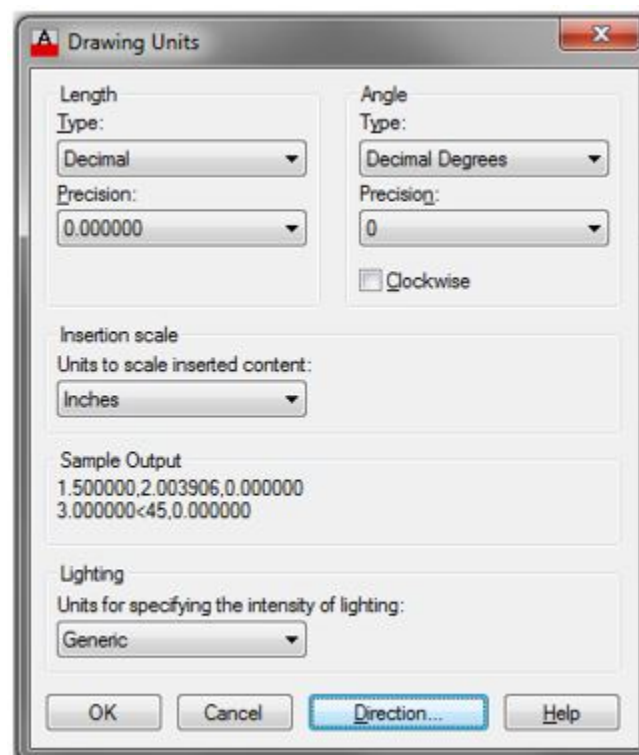 A Drawing Units
Length
Type:
Decimal
Precision:
0.000000
Angle
Type:
Decimal Degrees
Precision:
0
Clockwise
Insertion scale
Units to scale inserted content:
Inches
Sample Output
1.500000,2.003906,0.000000
3.000000<45,0.000000
Lighting
Units for specifying the intensity of lighting:
Generic
OK Cancel Direction... Help